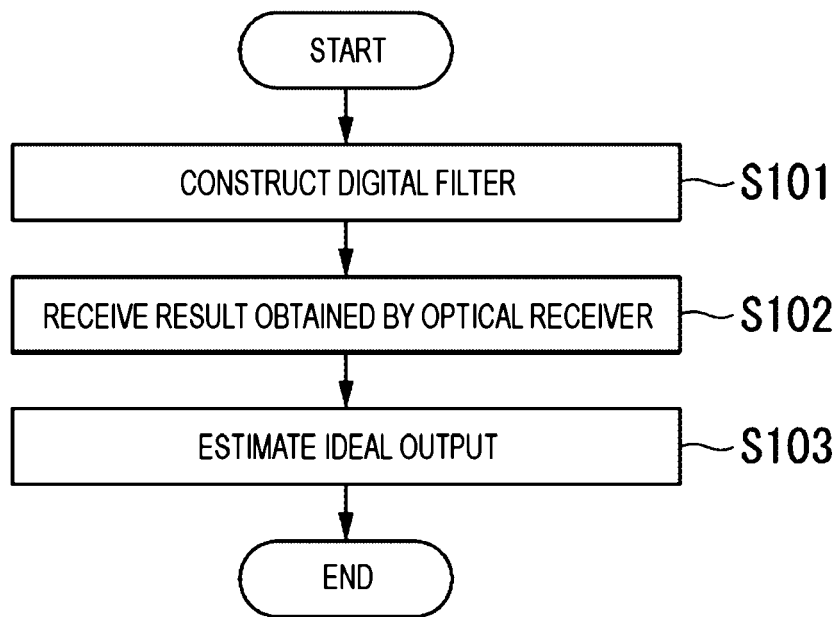 START
CONSTRUCT DIGITAL FILTER
S101
RECEIVE RESULT OBTAINED BY OPTICAL RECEIVER
S102
ESTIMATE IDEAL OUTPUT
S103
END